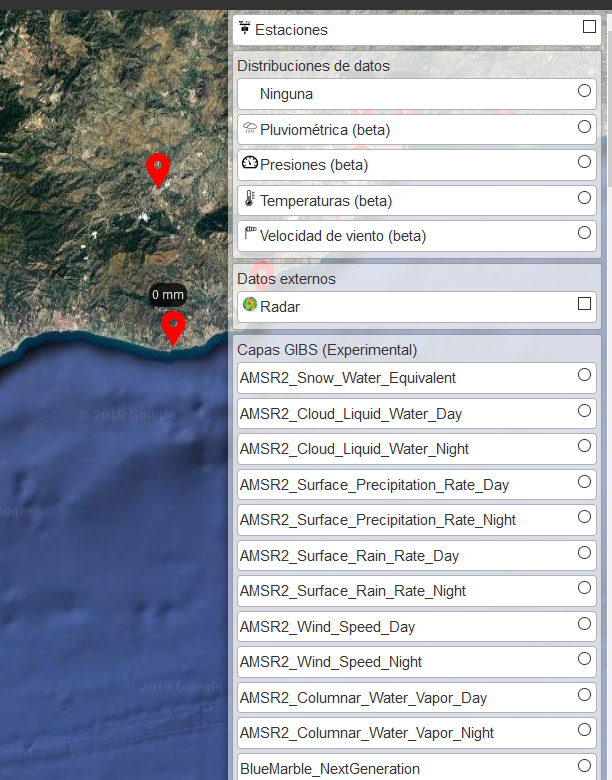 Estaciones
Distribuciones de datos
Ninguna
Pluviométrica (beta)
Presiones (beta)
Temperaturas (beta)
Velocidad de viento (beta)
Datos externos
Radar
0 mm
Capas GIBS (Experimental)
AMSR2_Snow_Water_Equivalent
AMSR2_Cloud_Liquid_Water_Day
© 2019 Google
AMSR2_Cloud_Liquid_Water_Night
AMSR2_Surface_Precipitation_Rate_Day
AMSR2_Surface_Precipitation_Rate_Night
AMSR2_Surface_Rain_Rate_Day
AMSR2_Surface_Rain_Rate_Night
AMSR2_Wind_Speed_Day
AMSR2_Wind_Speed_Night
© 2019 Google
AMSR2_Columnar_Water_Vapor_Day
AMSR2_Columnar_Water_Vapor_Night
BlueMarble_NextGeneration